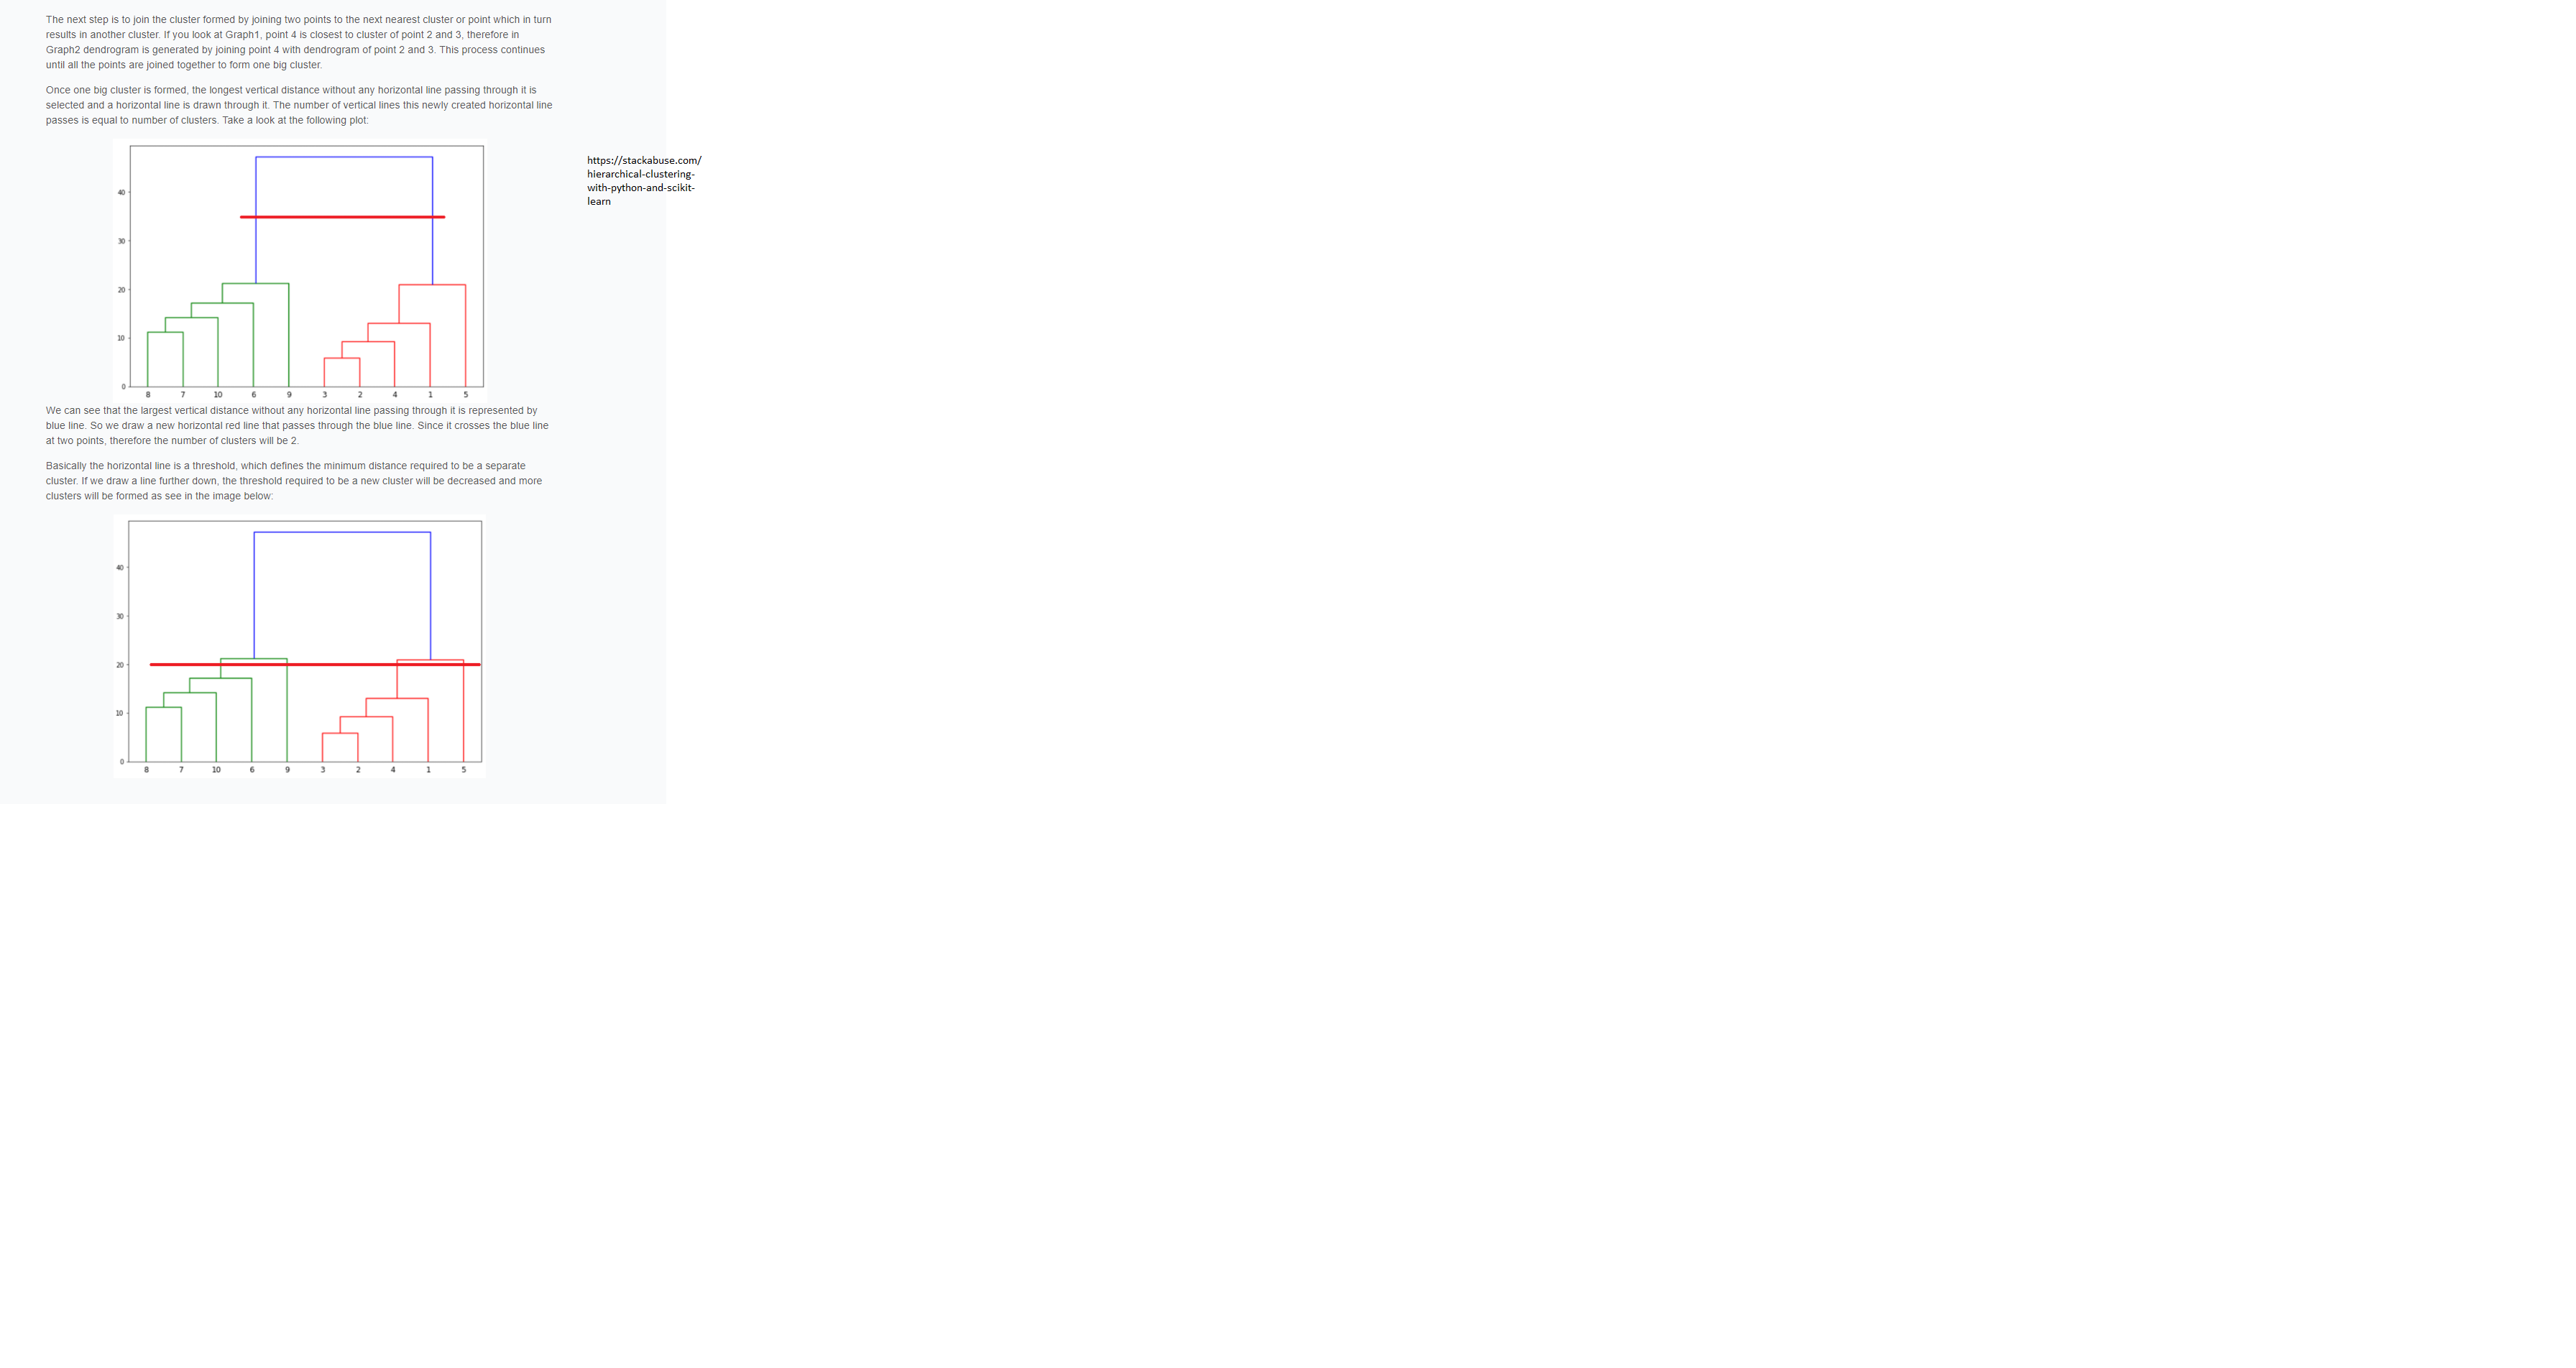 The next step is to join the cluster formed by joining two points to the next nearest cluster or point which in turn
results in another cluster. If you look at Graph1, point 4 is closest to cluster of point 2 and 3, therefore in
Graph2 dendrogram is generated by joining point 4 with dendrogram of point 2 and 3. This process continues
until all the points are joined together to form one big cluster.
Once one big cluster is formed, the longest vertical distance without any horizontal line passing through it is
selected and a horizontal line is drawn through it. The number of vertical lines this newly created horizontal line
passes is equal to number of clusters. Take a look at the following plot:
https://stackabuse.com/
hierarchical-clustering-
with-python-and-scikit-
learn
40
30
20
10
0
8 7 10 6 9 3 2 4 1 5
We can see that the largest vertical distance without any horizontal line passing through it is represented by
blue line. So we draw a new horizontal red line that passes through the blue line. Since it crosses the blue line
at two points, therefore the number of clusters will be 2.
Basically the horizontal line is a threshold, which defines the minimum distance required to be a separate
cluster. If we draw a line further down, the threshold required to be a new cluster will be decreased and more
clusters will be formed as see in the image below:
40
30
20
10
0
8 7 10 6 9 3 2 4 1 5